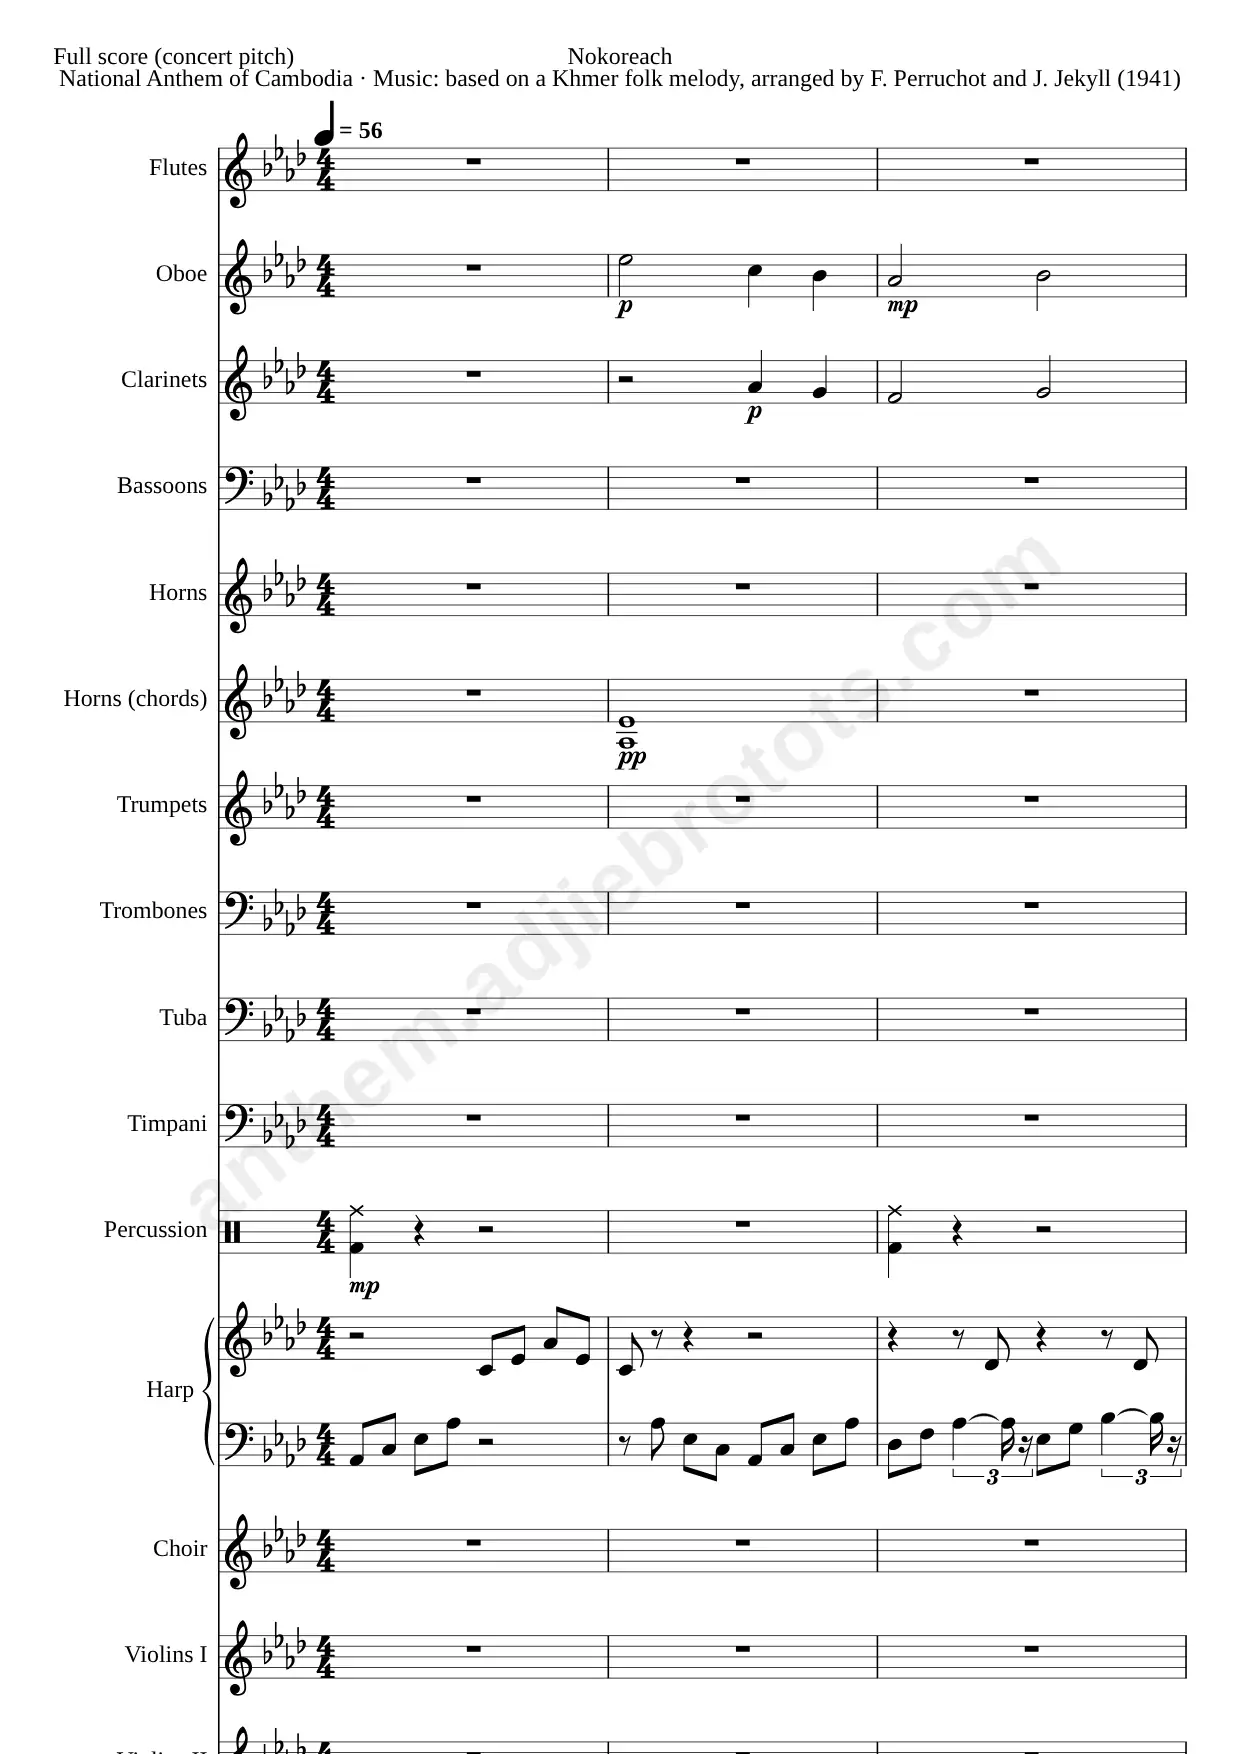 Full score (concert pitch)
Nokoreach
National Anthem of Cambodia · Music: based on a Khmer folk melody, arranged by F. Perruchot and J. Jekyll (1941)
= 56
Flutes
Oboe
p
mp
Clarinets
p
Bassoons
Horns
Horns (chords)
pp
Trumpets
Trombones
Tuba
Timpani
Percussion
mp
Harp
3
3
Choir
Violins I
Violins II
anthem.adjiebrotots.com